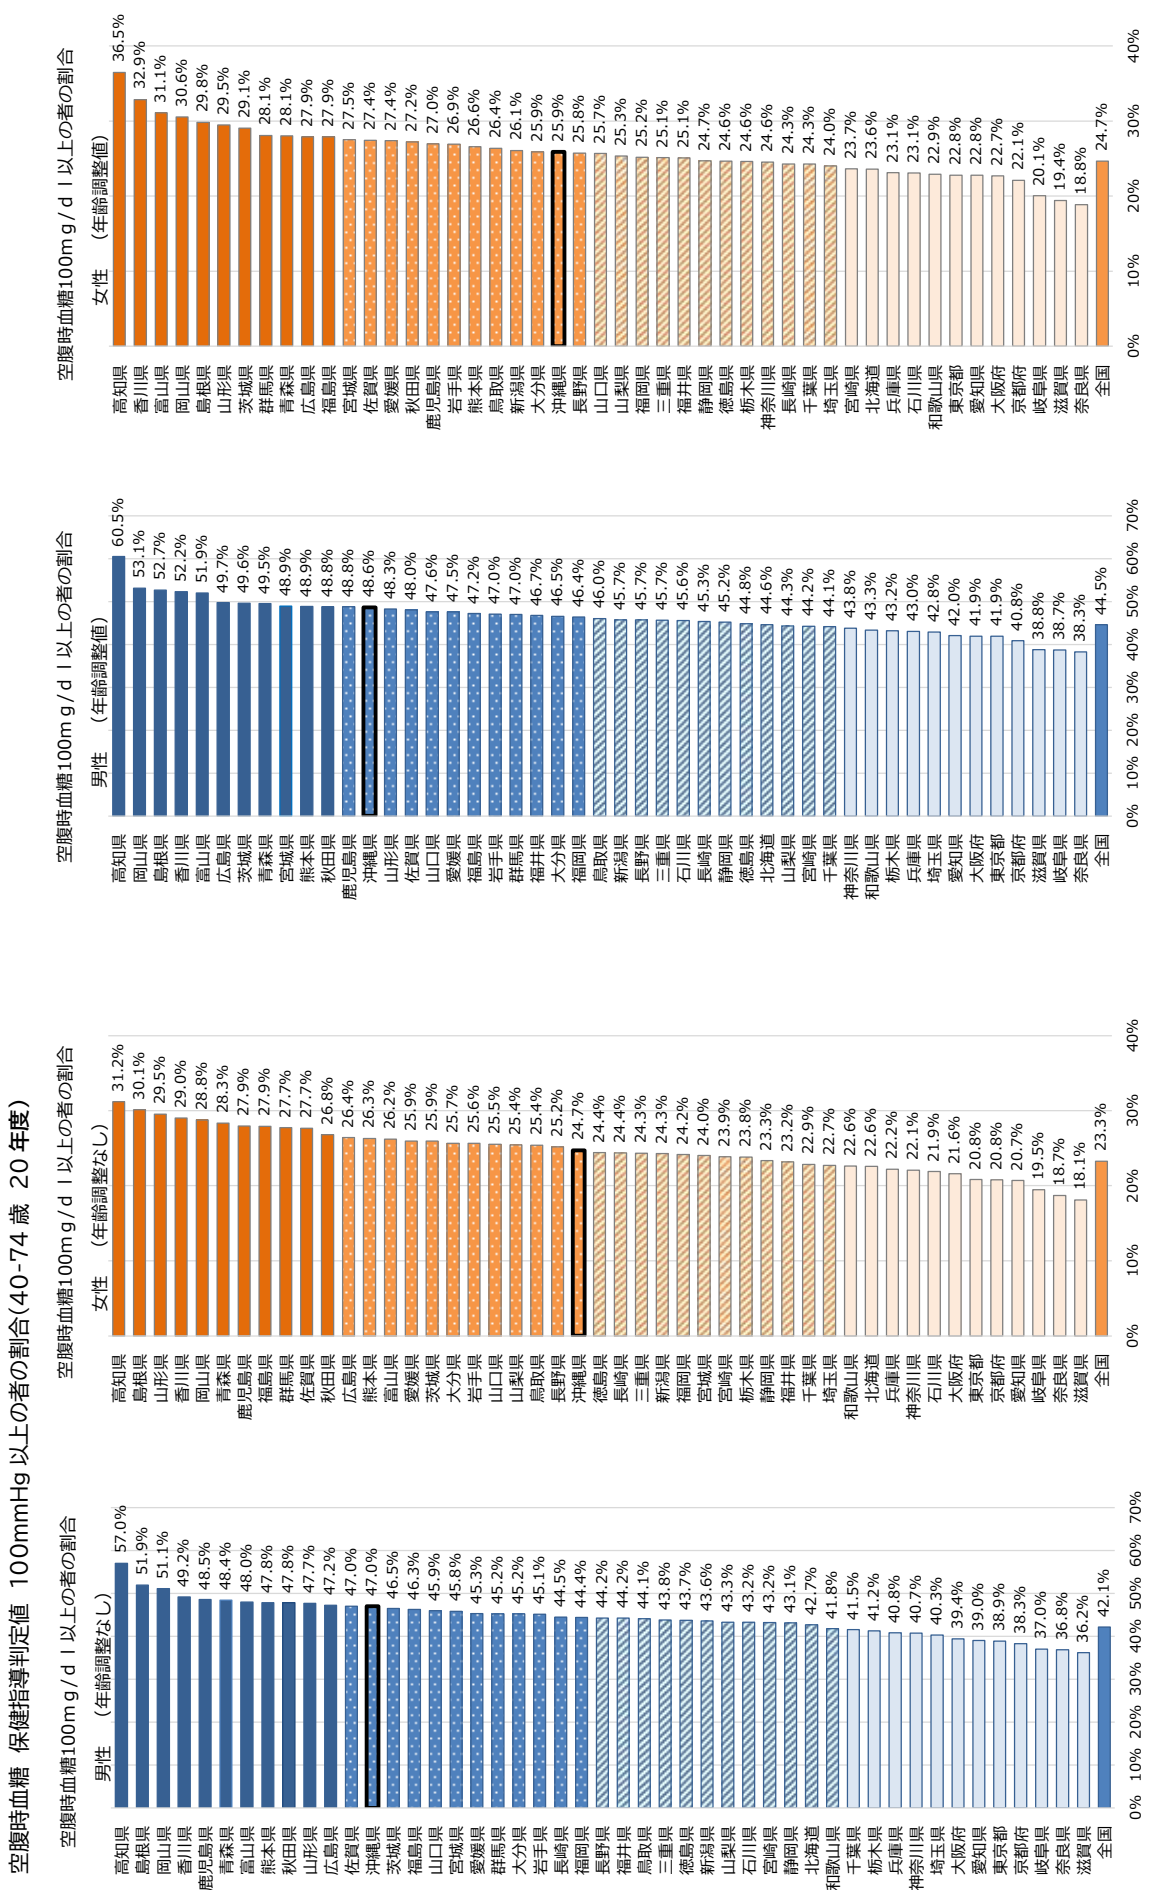 空腹時血糖　保健指導判定値　100mmHg 以上の者の割合(40-74 歳　20 年度)
空腹時血糖100ｍｇ/ｄｌ以上の者の割合
男性　（年齢調整なし）
高知県 57.0%
島根県 51.9%
岡山県 51.1%
香川県 49.2%
鹿児島県 48.5%
青森県 48.4%
富山県 48.0%
熊本県 47.8%
秋田県 47.8%
山形県 47.7%
広島県 47.2%
佐賀県 47.0%
沖縄県 47.0%
茨城県 46.5%
福島県 46.3%
山口県 45.9%
宮城県 45.8%
愛媛県 45.3%
群馬県 45.2%
大分県 45.2%
岩手県 45.1%
長崎県 44.5%
福岡県 44.4%
長野県 44.2%
福井県 44.2%
鳥取県 44.1%
三重県 43.8%
徳島県 43.7%
新潟県 43.6%
山梨県 43.3%
石川県 43.2%
宮崎県 43.2%
静岡県 43.1%
北海道 42.7%
和歌山県 41.8%
千葉県 41.5%
栃木県 41.2%
兵庫県 40.8%
神奈川県 40.7%
埼玉県 40.3%
大阪府 39.4%
愛知県 39.0%
東京都 38.9%
京都府 38.3%
岐阜県 37.0%
奈良県 36.8%
滋賀県 36.2%
全国 42.1%
0% 10% 20% 30% 40% 50% 60% 70%
空腹時血糖100ｍｇ/ｄｌ以上の者の割合
女性　（年齢調整なし）
高知県 31.2%
島根県 30.1%
山形県 29.5%
香川県 29.0%
岡山県 28.8%
青森県 28.3%
鹿児島県 27.9%
福島県 27.9%
群馬県 27.7%
佐賀県 27.7%
秋田県 26.8%
広島県 26.4%
熊本県 26.3%
富山県 26.2%
愛媛県 25.9%
茨城県 25.9%
大分県 25.7%
岩手県 25.6%
山口県 25.5%
山梨県 25.4%
鳥取県 25.4%
長野県 25.2%
沖縄県 24.7%
徳島県 24.4%
長崎県 24.4%
三重県 24.3%
新潟県 24.3%
福岡県 24.2%
宮城県 24.0%
宮崎県 23.9%
栃木県 23.8%
静岡県 23.3%
福井県 23.2%
千葉県 22.9%
埼玉県 22.7%
和歌山県 22.6%
北海道 22.6%
兵庫県 22.2%
神奈川県 22.1%
石川県 21.9%
大阪府 21.6%
東京都 20.8%
京都府 20.8%
愛知県 20.7%
岐阜県 19.5%
奈良県 18.7%
滋賀県 18.1%
全国 23.3%
0% 10% 20% 30% 40%
空腹時血糖100ｍｇ/ｄｌ以上の者の割合
男性　（年齢調整値）
高知県 60.5%
岡山県 53.1%
島根県 52.7%
香川県 52.2%
富山県 51.9%
広島県 49.7%
茨城県 49.6%
青森県 49.5%
宮城県 48.9%
熊本県 48.9%
秋田県 48.8%
鹿児島県 48.8%
沖縄県 48.6%
山形県 48.3%
佐賀県 48.0%
山口県 47.6%
愛媛県 47.5%
福島県 47.2%
岩手県 47.0%
群馬県 47.0%
福井県 46.7%
大分県 46.5%
福岡県 46.4%
鳥取県 46.0%
新潟県 45.7%
長野県 45.7%
三重県 45.7%
石川県 45.6%
長崎県 45.3%
静岡県 45.2%
徳島県 44.8%
北海道 44.6%
山梨県 44.3%
宮崎県 44.2%
千葉県 44.1%
神奈川県 43.8%
和歌山県 43.3%
栃木県 43.2%
兵庫県 43.0%
埼玉県 42.8%
愛知県 42.0%
大阪府 41.9%
東京都 41.9%
京都府 40.8%
滋賀県 38.8%
岐阜県 38.7%
奈良県 38.3%
全国 44.5%
0% 10% 20% 30% 40% 50% 60% 70%
空腹時血糖100ｍｇ/ｄｌ以上の者の割合
女性　（年齢調整値）
高知県 36.5%
香川県 32.9%
富山県 31.1%
岡山県 30.6%
島根県 29.8%
山形県 29.5%
茨城県 29.1%
群馬県 28.1%
青森県 28.1%
広島県 27.9%
福島県 27.9%
宮城県 27.5%
佐賀県 27.4%
愛媛県 27.4%
秋田県 27.2%
鹿児島県 27.0%
岩手県 26.9%
熊本県 26.6%
鳥取県 26.4%
新潟県 26.1%
大分県 25.9%
沖縄県 25.9%
長野県 25.8%
山口県 25.7%
山梨県 25.3%
福岡県 25.2%
三重県 25.1%
福井県 25.1%
静岡県 24.7%
徳島県 24.6%
栃木県 24.6%
神奈川県 24.6%
長崎県 24.3%
千葉県 24.3%
埼玉県 24.0%
宮崎県 23.7%
北海道 23.6%
兵庫県 23.1%
石川県 23.1%
和歌山県 22.9%
東京都 22.8%
愛知県 22.8%
大阪府 22.7%
京都府 22.1%
岐阜県 20.1%
滋賀県 19.4%
奈良県 18.8%
全国 24.7%
0% 10% 20% 30% 40%